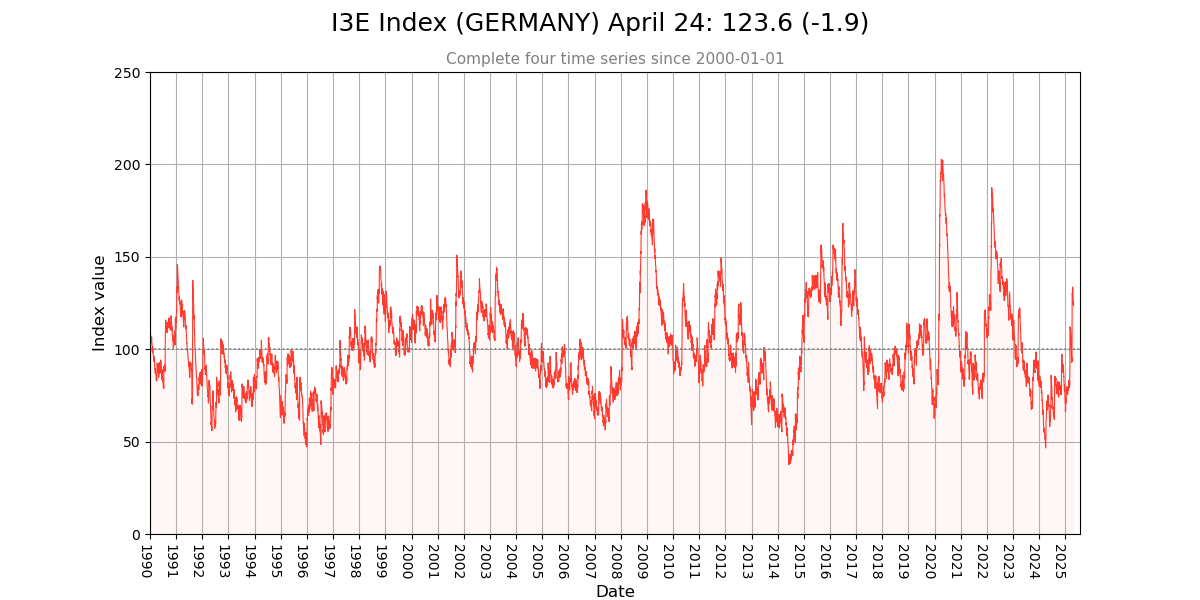 I3E Index (GERMANY) April 24: 123.6 (-1.9)
Complete four time series since 2000-01-01
250
200
150
100
50
0
Index value
1990 1991 1992 1993 1994 1995 1996 1997 1998 1999 2000 2001 2002 2003 2004 2005 2006 2007 2008 2009 2010 2011 2012 2013 2014 2015 2016 2017 2018 2019 2020 2021 2022 2023 2024 2025
Date